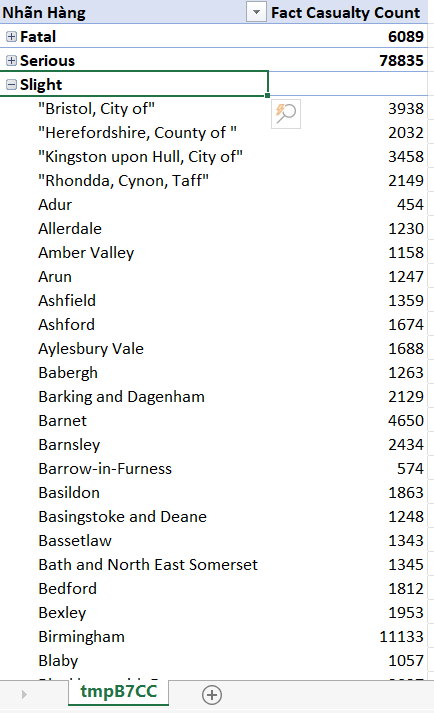 Nhãn Hàng Fact Casualty Count
Fatal 6089
Serious 78835
Slight
"Bristol, City of" 3938
"Herefordshire, County of " 2032
"Kingston upon Hull, City of" 3458
"Rhondda, Cynon, Taff" 2149
Adur 454
Allerdale 1230
Amber Valley 1158
Arun 1247
Ashfield 1359
Ashford 1674
Aylesbury Vale 1688
Babergh 1263
Barking and Dagenham 2129
Barnet 4650
Barnsley 2434
Barrow-in-Furness 574
Basildon 1863
Basingstoke and Deane 1248
Bassetlaw 1343
Bath and North East Somerset 1345
Bedford 1812
Bexley 1953
Birmingham 11133
Blaby 1057
tmpB7CC